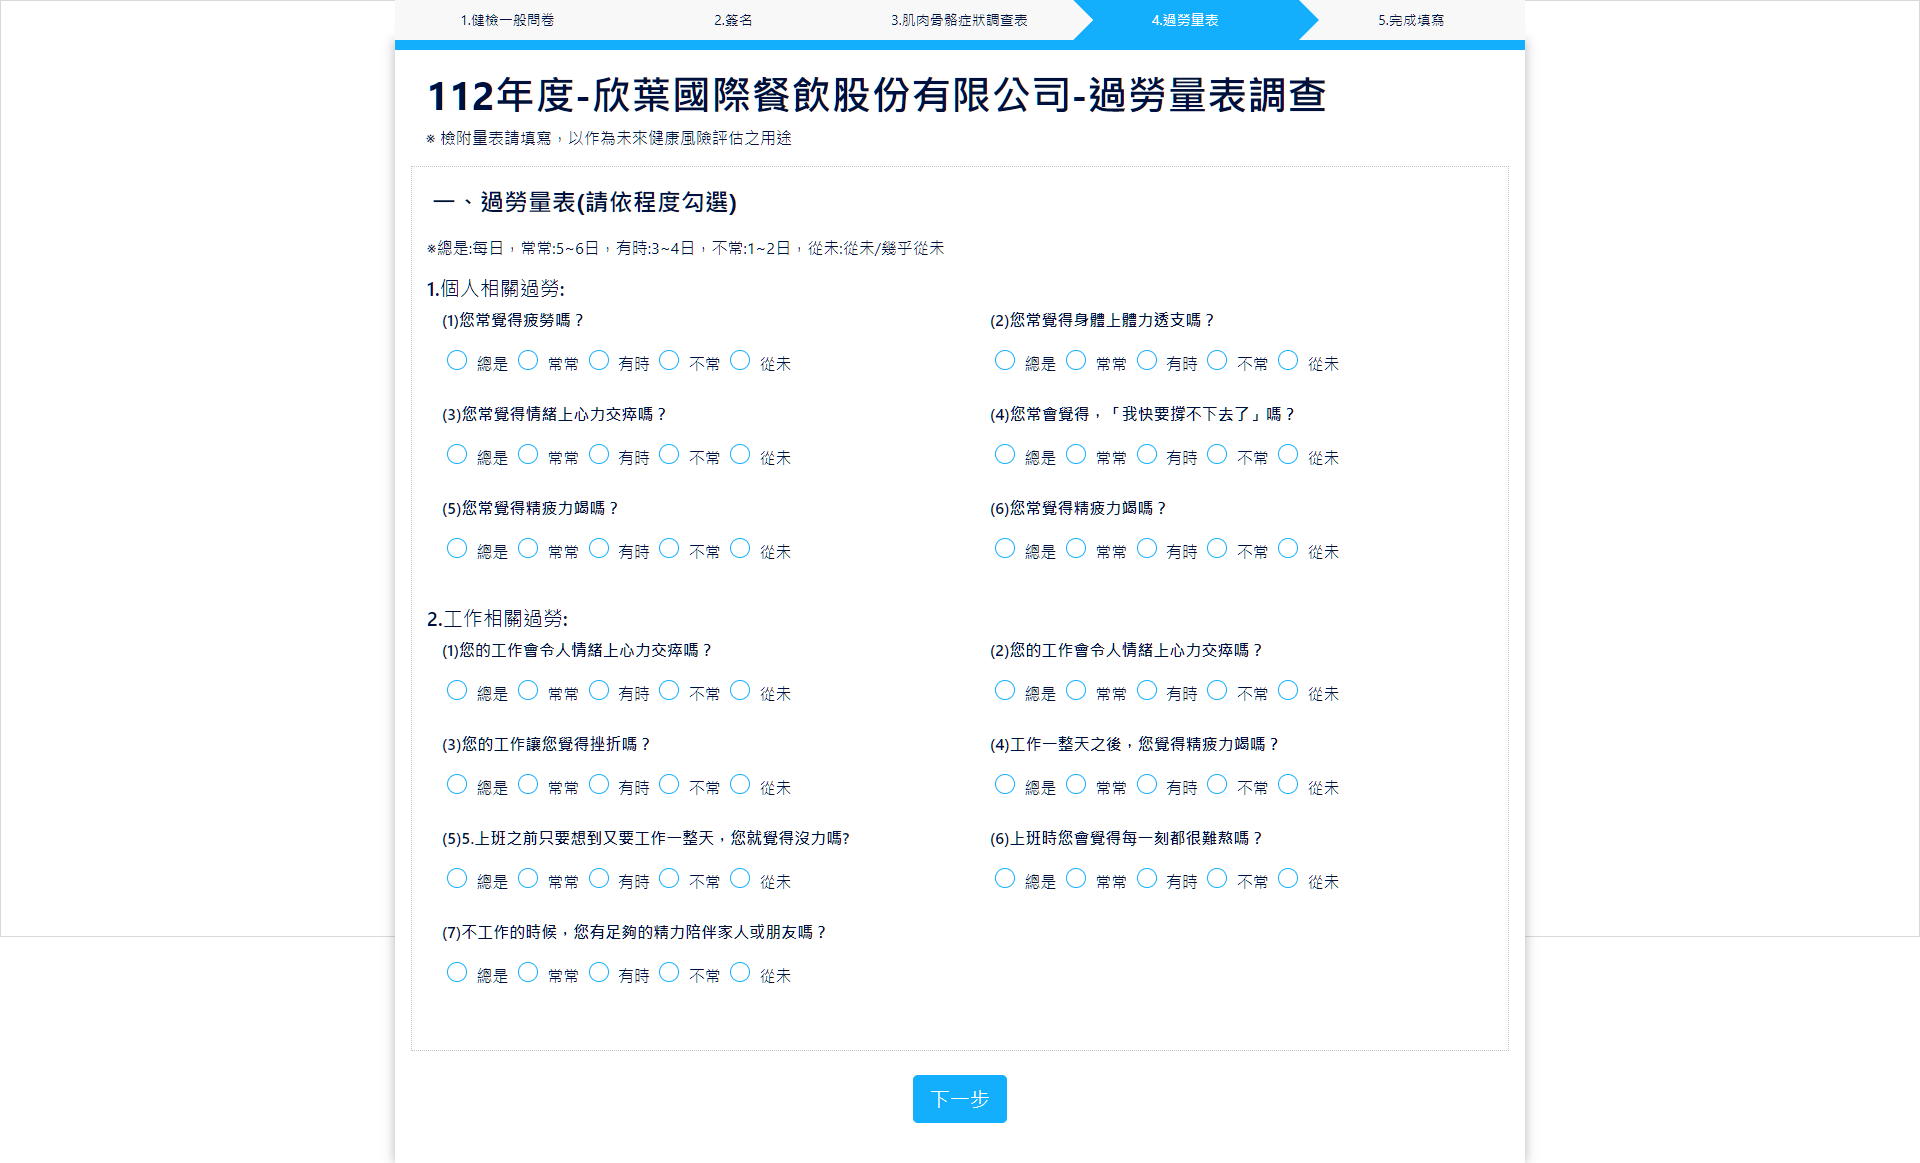 1.健檢一般問卷 2.簽名 3.肌肉骨骼症狀調查表 4.過勞量表 5.完成填寫
112年度-欣葉國際餐飲股份有限公司-過勞量表調查
※ 檢附量表請填寫，以作為未來健康風險評估之用途
一、過勞量表(請依程度勾選)
※總是:每日，常常:5~6日，有時:3~4日，不常:1~2日，從未:從未/幾乎從未
1.個人相關過勞:
(1)您常覺得疲勞嗎？ (2)您常覺得身體上體力透支嗎？
總是 常常 有時 不常 從未 總是 常常 有時 不常 從未
(3)您常覺得情緒上心力交瘁嗎？ (4)您常會覺得，「我快要撐不下去了」嗎？
總是 常常 有時 不常 從未 總是 常常 有時 不常 從未
(5)您常覺得精疲力竭嗎？ (6)您常覺得精疲力竭嗎？
總是 常常 有時 不常 從未 總是 常常 有時 不常 從未
2.工作相關過勞:
(1)您的工作會令人情緒上心力交瘁嗎？ (2)您的工作會令人情緒上心力交瘁嗎？
總是 常常 有時 不常 從未 總是 常常 有時 不常 從未
(3)您的工作讓您覺得挫折嗎？ (4)工作一整天之後，您覺得精疲力竭嗎？
總是 常常 有時 不常 從未 總是 常常 有時 不常 從未
(5)5.上班之前只要想到又要工作一整天，您就覺得沒力嗎? (6)上班時您會覺得每一刻都很難熬嗎？
總是 常常 有時 不常 從未 總是 常常 有時 不常 從未
(7)不工作的時候，您有足夠的精力陪伴家人或朋友嗎？
總是 常常 有時 不常 從未
下一步